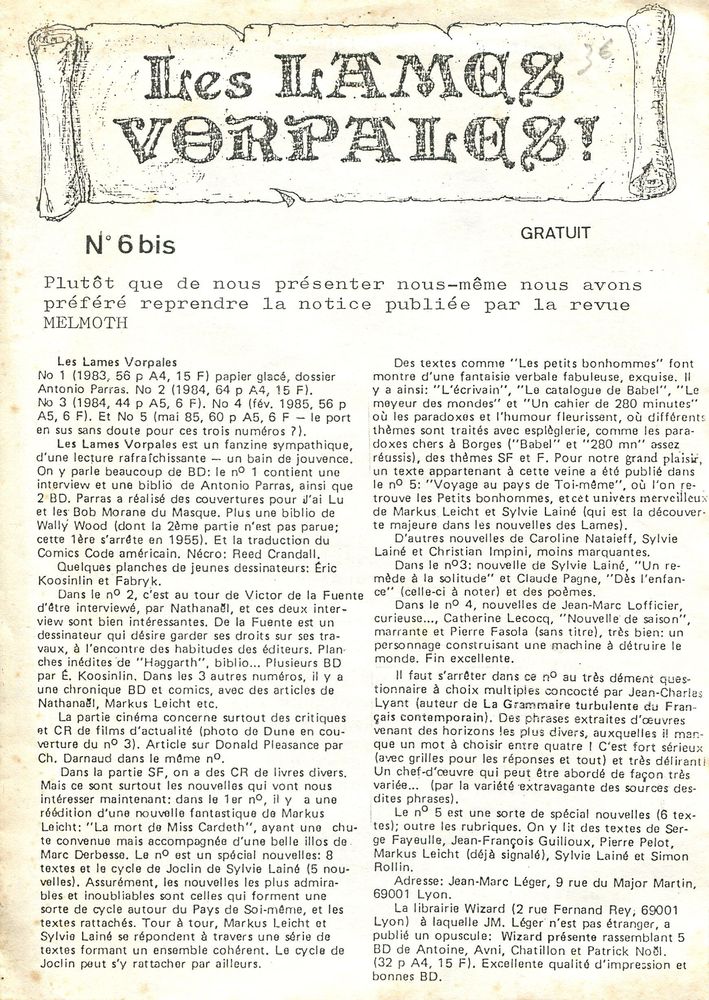 Les LAMES
VORPALES!
3€
N° 6 bis
GRATUIT
Plutôt que de nous présenter nous-même nous avons
préféré reprendre la notice publiée par la revue
MELMOTH
Les Lames Vorpales
No 1 (1983, 56 p A4, 15 F) papier glacé, dossier
Antonio Parras. No 2 (1984, 64 p A4, 15 F).
No 3 (1984, 44 p A5, 6 F). No 4 (fév. 1985, 56 p
A5, 6 F). Et No 5 (mai 85, 60 p A5, 6 F — le port
en sus sans doute pour ces trois numéros ?).
Les Lames Vorpales est un fanzine sympathique,
d'une lecture rafraîchissante — un bain de jouvence.
On y parle beaucoup de BD: le nº 1 contient une
interview et une biblio de Antonio Parras, ainsi que
2 BD. Parras a réalisé des couvertures pour J'ai Lu
et les Bob Morane du Masque. Plus une biblio de
Wally Wood (dont la 2ème partie n'est pas parue;
cette 1ère s'arrête en 1955). Et la traduction du
Comics Code américain. Nécro: Reed Crandall.
Quelques planches de jeunes dessinateurs: Éric
Koosinlin et Fabryk.
Dans le nº 2, c'est au tour de Victor de la Fuente
d'être interviewé, par Nathanaël, et ces deux inter-
view sont bien intéressantes. De la Fuente est un
dessinateur qui désire garder ses droits sur ses tra-
vaux, à l'encontre des habitudes des éditeurs. Plan-
ches inédites de "Haggarth", biblio... Plusieurs BD
par É. Koosinlin. Dans les 3 autres numéros, il y a
une chronique BD et comics, avec des articles de
Nathanaël, Markus Leicht etc.
La partie cinéma concerne surtout des critiques
et CR de films d'actualité (photo de Dune en cou-
verture du nº 3). Article sur Donald Pleasance par
Ch. Darnaud dans le même nº.
Dans la partie SF, on a des CR de livres divers.
Mais ce sont surtout les nouvelles qui vont nous
intéresser maintenant: dans le 1er nº, il y a une
réédition d'une nouvelle fantastique de Markus
Leicht: "La mort de Miss Cardeth", ayant une chu-
te convenue mais accompagnée d'une belle illos de
Marc Derbesse. Le nº est un spécial nouvelles: 8
textes et le cycle de Joclin de Sylvie Lainé (5 nou-
velles). Assurément, les nouvelles les plus admira-
bles et inoubliables sont celles qui forment une
sorte de cycle autour du Pays de Soi-même, et les
textes rattachés. Tour à tour, Markus Leicht et
Sylvie Lainé se répondent à travers une série de
textes formant un ensemble cohérent. Le cycle de
Joclin peut s'y rattacher par ailleurs.
Des textes comme "Les petits bonhommes" font
montre d'une fantaisie verbale fabuleuse, exquise. Il
y a ainsi: "L'écrivain", "Le catalogue de Babel", "Le
meyeur des mondes" et "Un cahier de 280 minutes"
où les paradoxes et l'humour fleurissent, où différents
thèmes sont traités avec espièglerie, comme les para-
doxes chers à Borges ("Babel" et "280 mn" assez
réussis), des thèmes SF et F. Pour notre grand plaisir,
un texte appartenant à cette veine a été publié dans
le nº 5: "Voyage au pays de Toi-même", où l'on re-
trouve les Petits bonhommes, et cet univers merveilleux
de Markus Leicht et Sylvie Lainé (qui est la découver-
te majeure dans les nouvelles des Lames).
D'autres nouvelles de Caroline Nataieff, Sylvie
Lainé et Christian Impini, moins marquantes.
Dans le nº3: nouvelle de Sylvie Lainé, "Un re-
mède à la solitude" et Claude Pagne, "Dès l'enfan-
ce" (celle-ci à noter) et des poèmes.
Dans le nº 4, nouvelles de Jean-Marc Lofficier,
curieuse..., Catherine Lecocq, "Nouvelle de saison",
marrante et Pierre Fasola (sans titre), très bien: un
personnage construisant une machine à détruire le
monde. Fin excellente.
Il faut s'arrêter dans ce nº au très dément ques-
tionnaire à choix multiples concocté par Jean-Charles
Lyant (auteur de La Grammaire turbulente du Fran-
çais contemporain). Des phrases extraites d'œuvres
venant des horizons les plus divers, auxquelles il man-
que un mot à choisir entre quatre ! C'est fort sérieux
(avec grilles pour les réponses et tout) et très délirant!
Un chef-d'œuvre qui peut être abordé de façon très
variée... (par la variété extravagante des sources des-
dites phrases).
Le nº 5 est une sorte de spécial nouvelles (6 tex-
tes); outre les rubriques. On y lit des textes de Ser-
ge Fayeulle, Jean-François Guilloux, Pierre Pelot,
Markus Leicht (déjà signalé), Sylvie Lainé et Simon
Rollin.
Adresse: Jean-Marc Léger, 9 rue du Major Martin,
69001 Lyon.
La librairie Wizard (2 rue Fernand Rey, 69001
Lyon) à laquelle JM. Léger n'est pas étranger, a
publié un opuscule: Wizard présente rassemblant 5
BD de Antoine, Avni, Chatillon et Patrick Noël.
(32 p A4, 15 F). Excellente qualité d'impression et
bonnes BD.